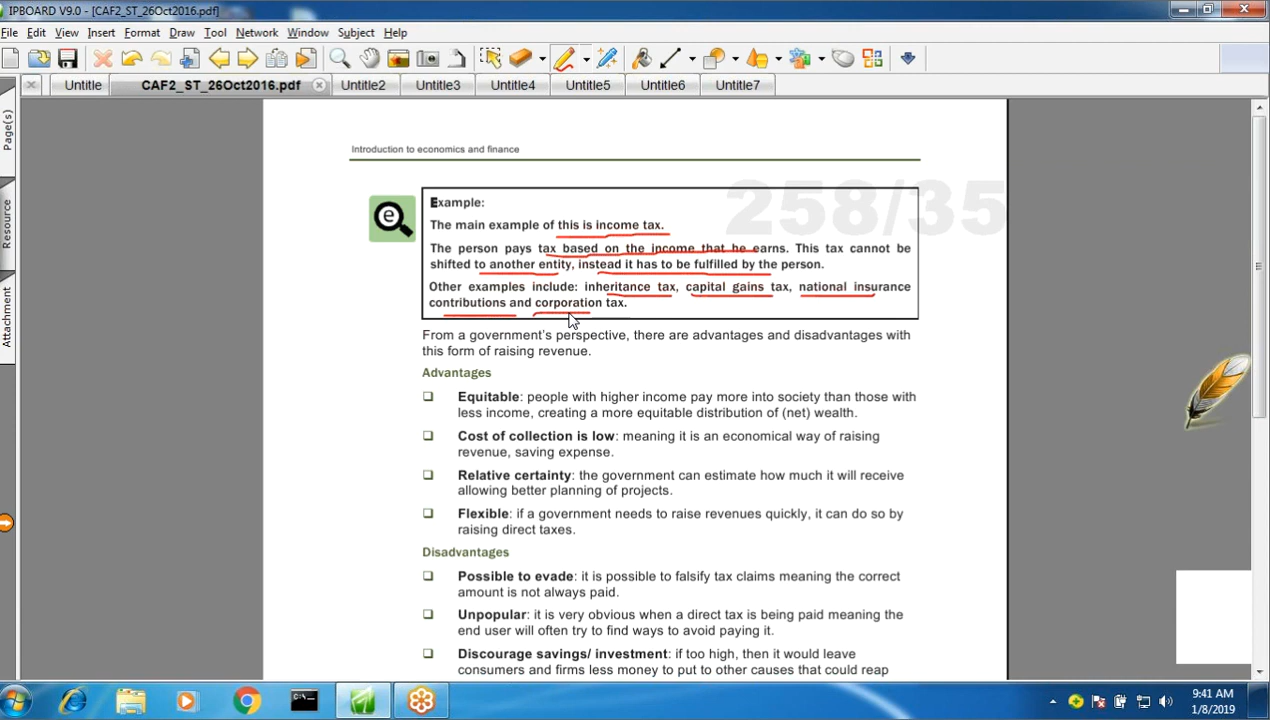 IPBOARD V9.0 - [CAF2_ST_26Oct2016.pdf]
File Edit View Insert Format Draw Tool Network Window Subject Help
Untitle CAF2_ST_26Oct2016.pdf Untitle2 Untitle3 Untitle4 Untitle5 Untitle6 Untitle7
Page(s)
Resource
Attachment
Introduction to economics and finance
258/35
Example:
The main example of this is income tax.
The person pays tax based on the income that he earns. This tax cannot be
shifted to another entity, instead it has to be fulfilled by the person.
Other examples include: inheritance tax, capital gains tax, national insurance
contributions and corporation tax.
From a government's perspective, there are advantages and disadvantages with
this form of raising revenue.
Advantages
❑ Equitable: people with higher income pay more into society than those with
less income, creating a more equitable distribution of (net) wealth.
❑ Cost of collection is low: meaning it is an economical way of raising
revenue, saving expense.
❑ Relative certainty: the government can estimate how much it will receive
allowing better planning of projects.
❑ Flexible: if a government needs to raise revenues quickly, it can do so by
raising direct taxes.
Disadvantages
❑ Possible to evade: it is possible to falsify tax claims meaning the correct
amount is not always paid.
❑ Unpopular: it is very obvious when a direct tax is being paid meaning the
end user will often try to find ways to avoid paying it.
❑ Discourage savings/ investment: if too high, then it would leave
consumers and firms less money to put to other causes that could reap
9:41 AM
1/8/2019